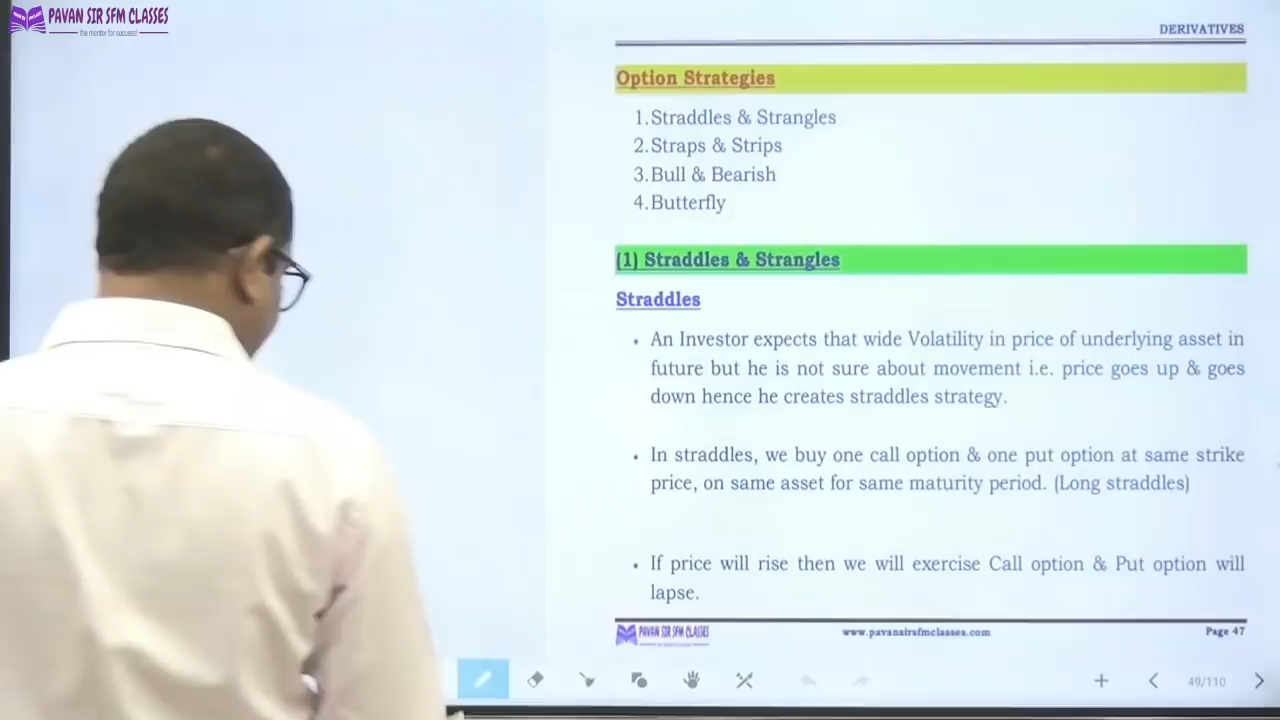 PAVAN SIR SFM CLASSES
the mentor for success!
DERIVATIVES
Option Strategies
1. Straddles & Strangles
2. Straps & Strips
3. Bull & Bearish
4. Butterfly
(1) Straddles & Strangles
Straddles
• An Investor expects that wide Volatility in price of underlying asset in
future but he is not sure about movement i.e. price goes up & goes
down hence he creates straddles strategy.
• In straddles, we buy one call option & one put option at same strike
price, on same asset for same maturity period. (Long straddles)
• If price will rise then we will exercise Call option & Put option will
lapse.
PAVAN SIR SFM CLASSES
www.pavanairsfmclasses.com
Page 47
49/110